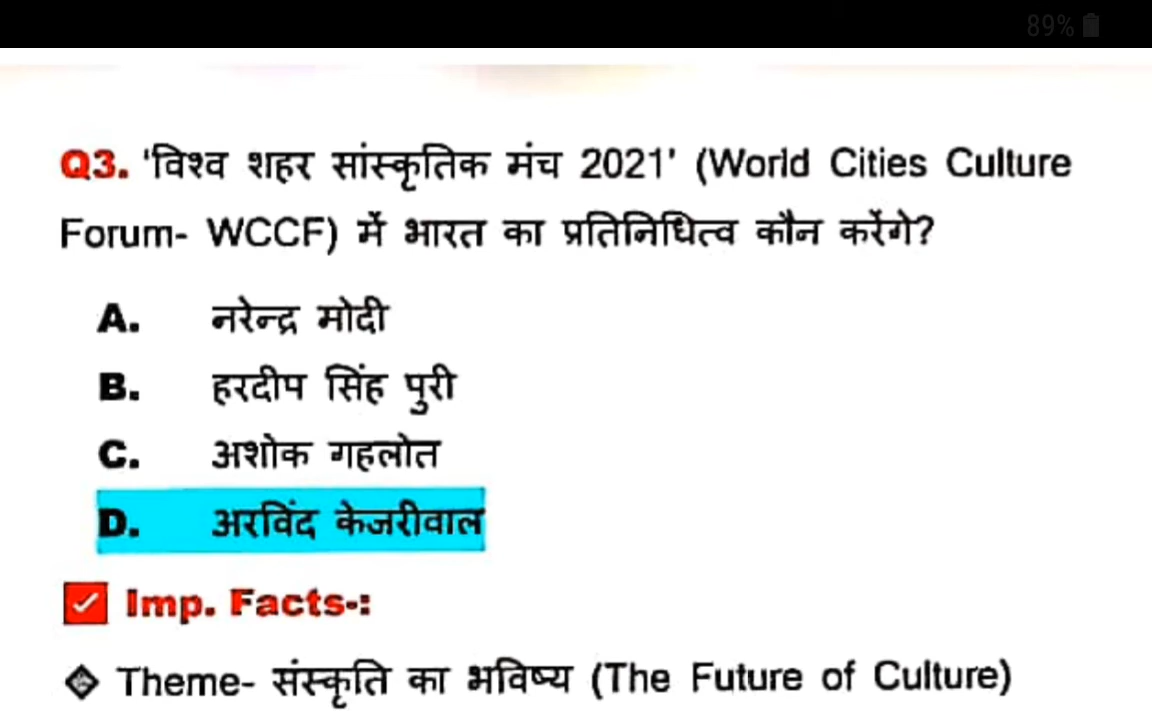 89%
Q3. 'विश्व शहर सांस्कृतिक मंच 2021' (World Cities Culture
Forum- WCCF) में भारत का प्रतिनिधित्व कौन करेंगे?
A. नरेन्द्र मोदी
B. हरदीप सिंह पुरी
C. अशोक गहलोत
D. अरविंद केजरीवाल
Imp. Facts-:
Theme- संस्कृति का भविष्य (The Future of Culture)